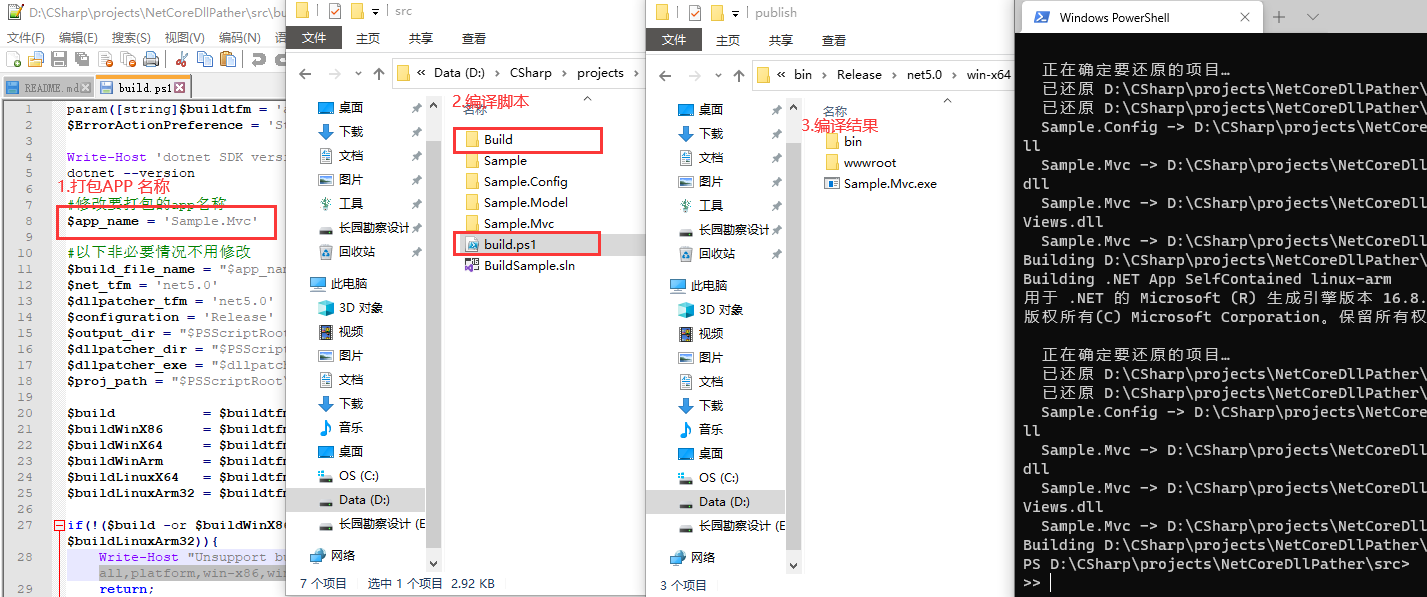 D:\CSharp\projects\NetCoreDllPather\src\bu
文件(F) 编辑(E) 搜索(S) 视图(V) 编码(N) 语
README.md
build.ps1
1 param([string]$buildtfm = 'a
2 $ErrorActionPreference = 'St
3
4 Write-Host 'dotnet SDK versi
5 dotnet --version
1.打包APP 名称
6
7 #修改要打包的app名称
8 $app_name = 'Sample.Mvc'
9
10 #以下非必要情况不用修改
11 $build_file_name = "$app_nam
12 $net_tfm = 'net5.0'
13 $dllpatcher_tfm = 'net5.0'
14 $configuration = 'Release'
15 $output_dir = "$PSScriptRoot
16 $dllpatcher_dir = "$PSScript
17 $dllpatcher_exe = "$dllpatch
18 $proj_path = "$PSScriptRoot\
19
20 $build = $buildtfm
21 $buildWinX86 = $buildtfm
22 $buildWinX64 = $buildtfm
23 $buildWinArm = $buildtfm
24 $buildLinuxX64 = $buildtfm
25 $buildLinuxArm32 = $buildtfm
26
27 if(!($build -or $buildWinX86
$buildLinuxArm32)){
28 Write-Host "Unsupport bu
all,platform,win-x86,win
29 return;
src
文件 主页 共享 查看
« Data (D:) › CSharp › projects ›
2.编译脚本
名称
桌面
下载
文档
图片
工具
长园勘察设计
回收站
此电脑
3D 对象
视频
图片
文档
下载
音乐
桌面
OS (C:)
Data (D:)
长园勘察设计 (E
网络
Build
Sample
Sample.Config
Sample.Model
Sample.Mvc
build.ps1
BuildSample.sln
7 个项目 选中 1 个项目 2.92 KB
publish
文件 主页 共享 查看
« bin › Release › net5.0 › win-x64
名称
3.编译结果
桌面
下载
文档
图片
工具
长园勘察设计
回收站
此电脑
3D 对象
视频
图片
文档
下载
音乐
桌面
OS (C:)
Data (D:)
长园勘察设计 (E
网络
bin
wwwroot
Sample.Mvc.exe
3 个项目
Windows PowerShell
正在确定要还原的项目…
已还原 D:\CSharp\projects\NetCoreDllPather\
已还原 D:\CSharp\projects\NetCoreDllPather\
Sample.Config -> D:\CSharp\projects\NetCore
ll
Sample.Mvc -> D:\CSharp\projects\NetCoreDll
dll
Sample.Mvc -> D:\CSharp\projects\NetCoreDll
Views.dll
Sample.Mvc -> D:\CSharp\projects\NetCoreDll
Building D:\CSharp\projects\NetCoreDllPather\
Building .NET App SelfContained linux-arm
用于 .NET 的 Microsoft (R) 生成引擎版本 16.8.
版权所有(C) Microsoft Corporation。保留所有权
正在确定要还原的项目…
已还原 D:\CSharp\projects\NetCoreDllPather\
已还原 D:\CSharp\projects\NetCoreDllPather\
Sample.Config -> D:\CSharp\projects\NetCore
ll
Sample.Mvc -> D:\CSharp\projects\NetCoreDll
dll
Sample.Mvc -> D:\CSharp\projects\NetCoreDll
Views.dll
Sample.Mvc -> D:\CSharp\projects\NetCoreDll
Building D:\CSharp\projects\NetCoreDllPather\
PS D:\CSharp\projects\NetCoreDllPather\src>
>>